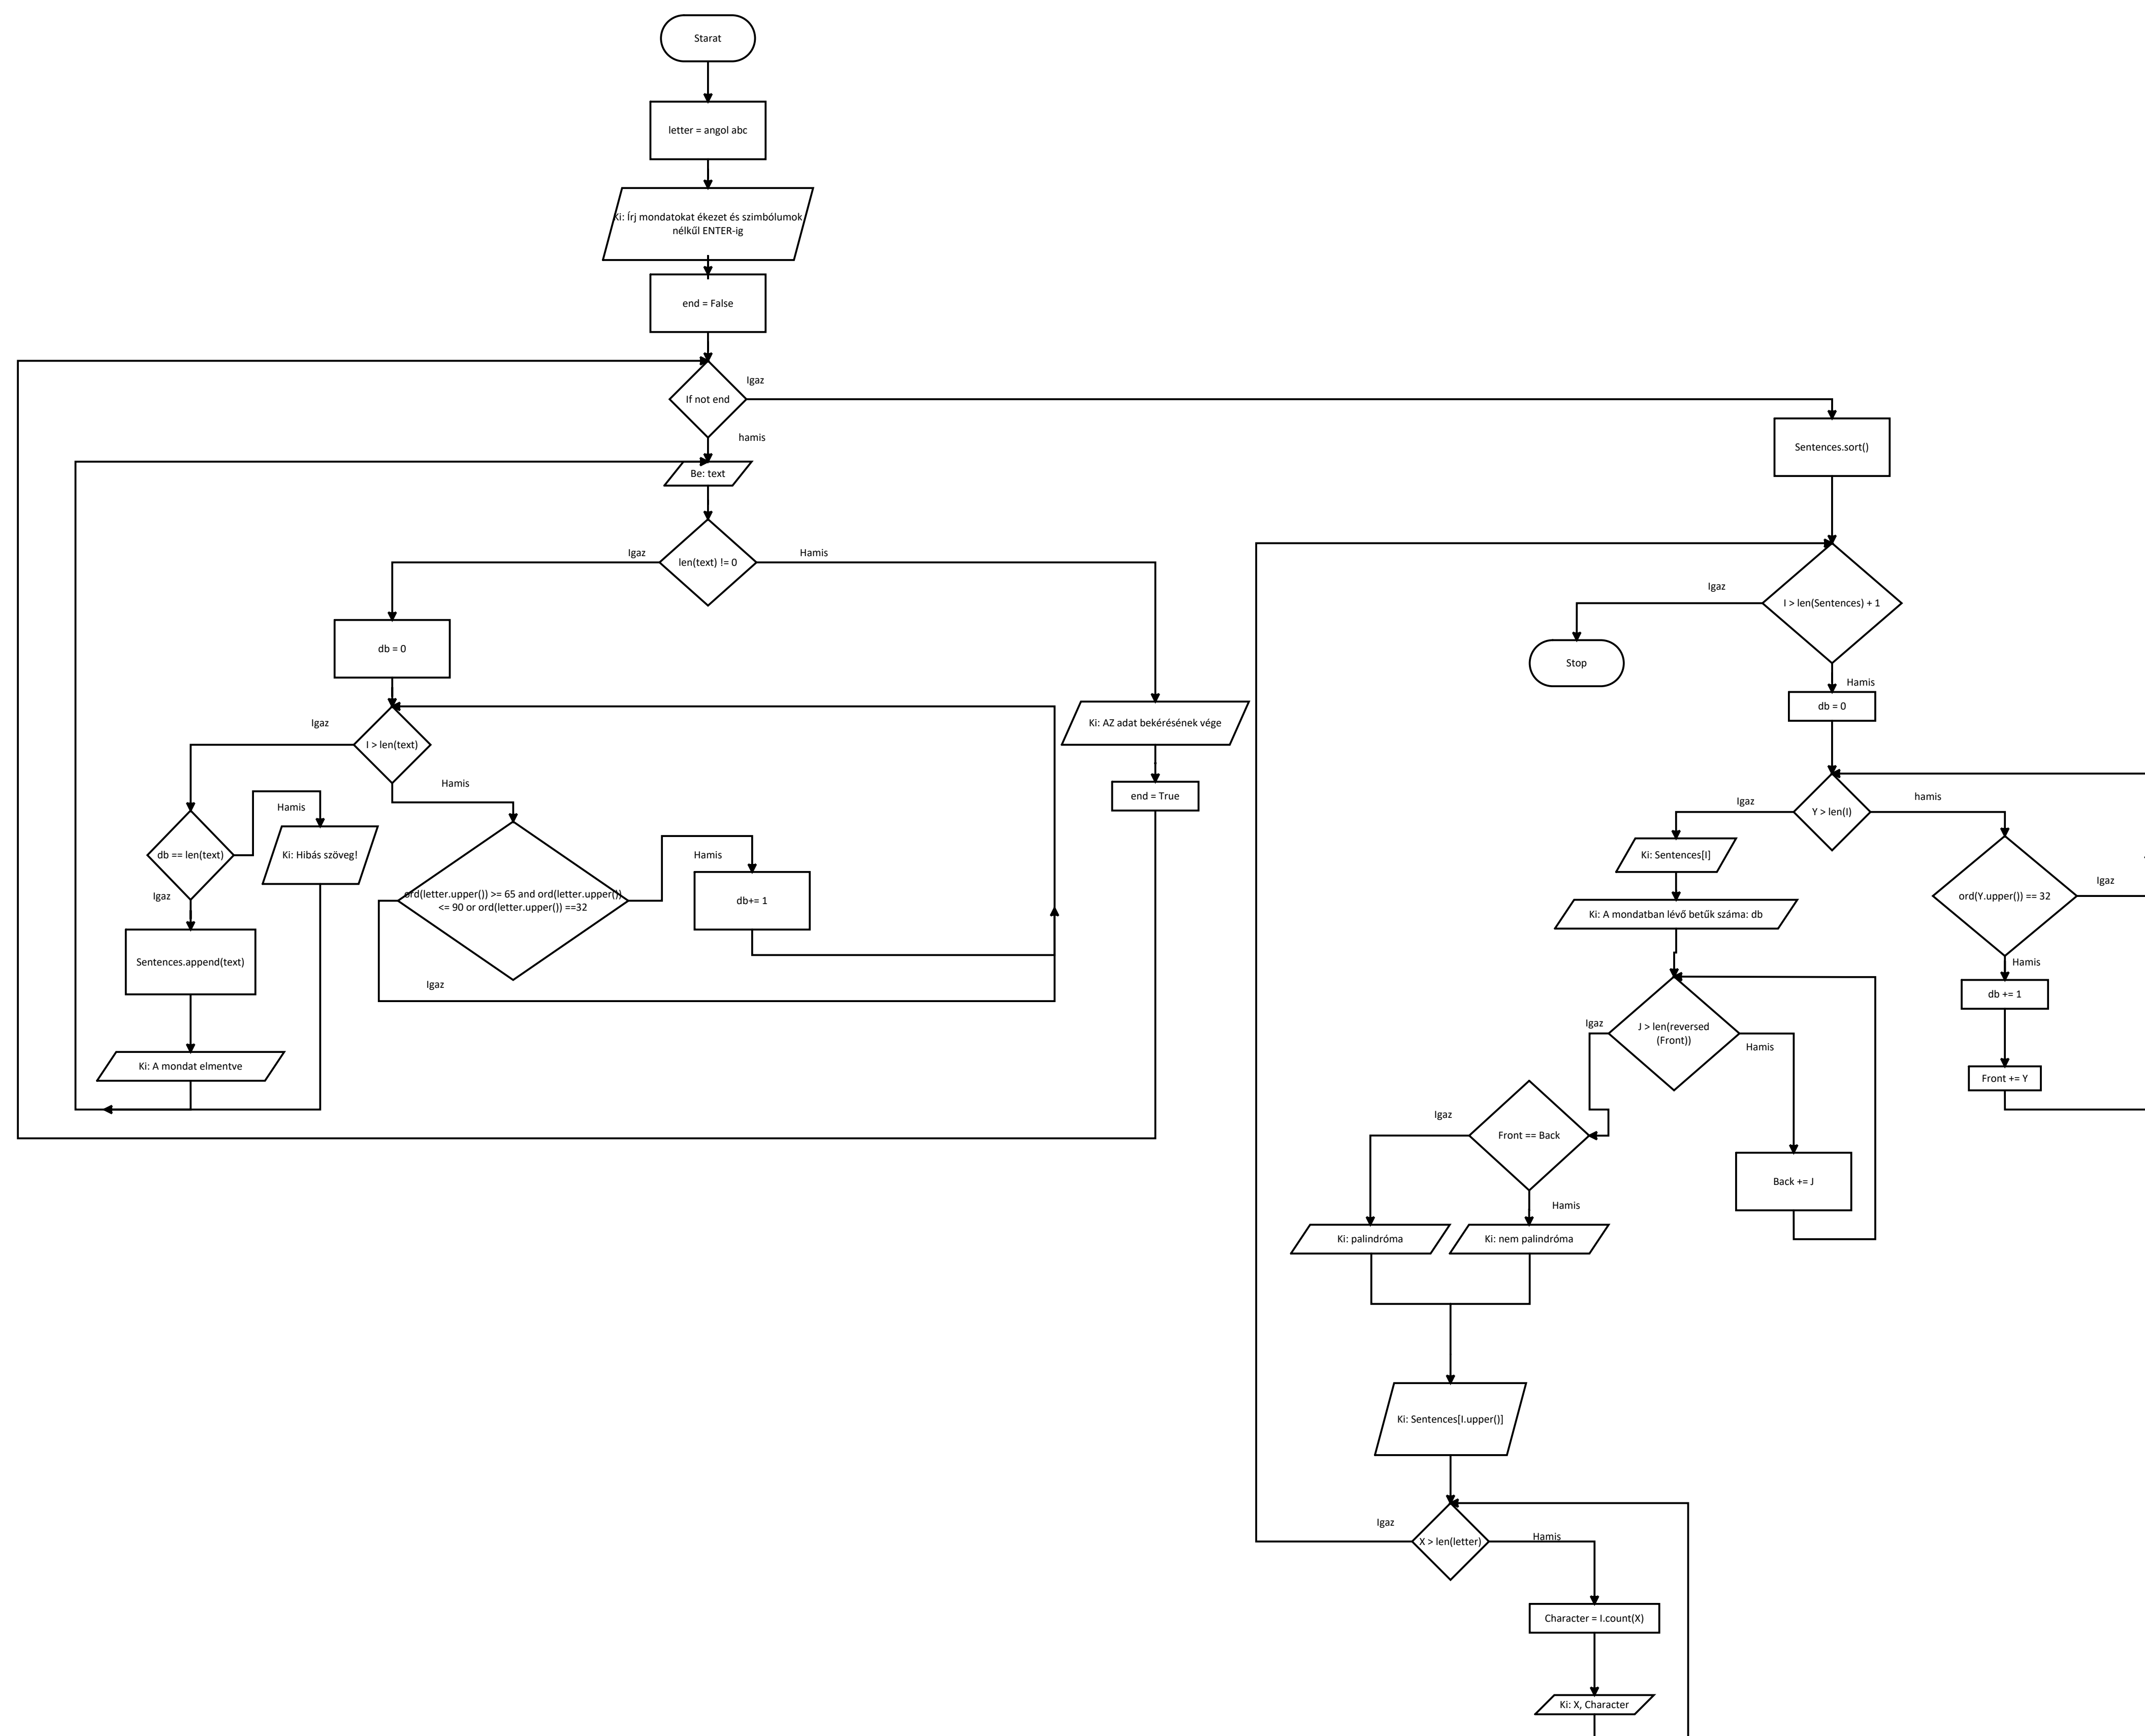 Starat
letter = angol abc
Ki: Írj mondatokat ékezet és szimbólumok
nélkűl ENTER-ig
end = False
If not end
Igaz
hamis
Be: text
len(text) != 0
Igaz
Hamis
db = 0
I > len(text)
Igaz
Hamis
db == len(text)
Hamis
Igaz
Ki: Hibás szöveg!
Sentences.append(text)
Ki: A mondat elmentve
ord(letter.upper()) >= 65 and ord(letter.upper())
<= 90 or ord(letter.upper()) ==32
Hamis
Igaz
db+= 1
Ki: AZ adat bekérésének vége
end = True
Sentences.sort()
I > len(Sentences) + 1
Igaz
Hamis
Stop
db = 0
Y > len(I)
Igaz
hamis
Ki: Sentences[I]
Ki: A mondatban lévő betűk száma: db
ord(Y.upper()) == 32
Igaz
Hamis
db += 1
Front += Y
J > len(reversed
(Front))
Igaz
Hamis
Back += J
Front == Back
Igaz
Hamis
Ki: palindróma
Ki: nem palindróma
Ki: Sentences[I.upper()]
X > len(letter)
Igaz
Hamis
Character = I.count(X)
Ki: X, Character